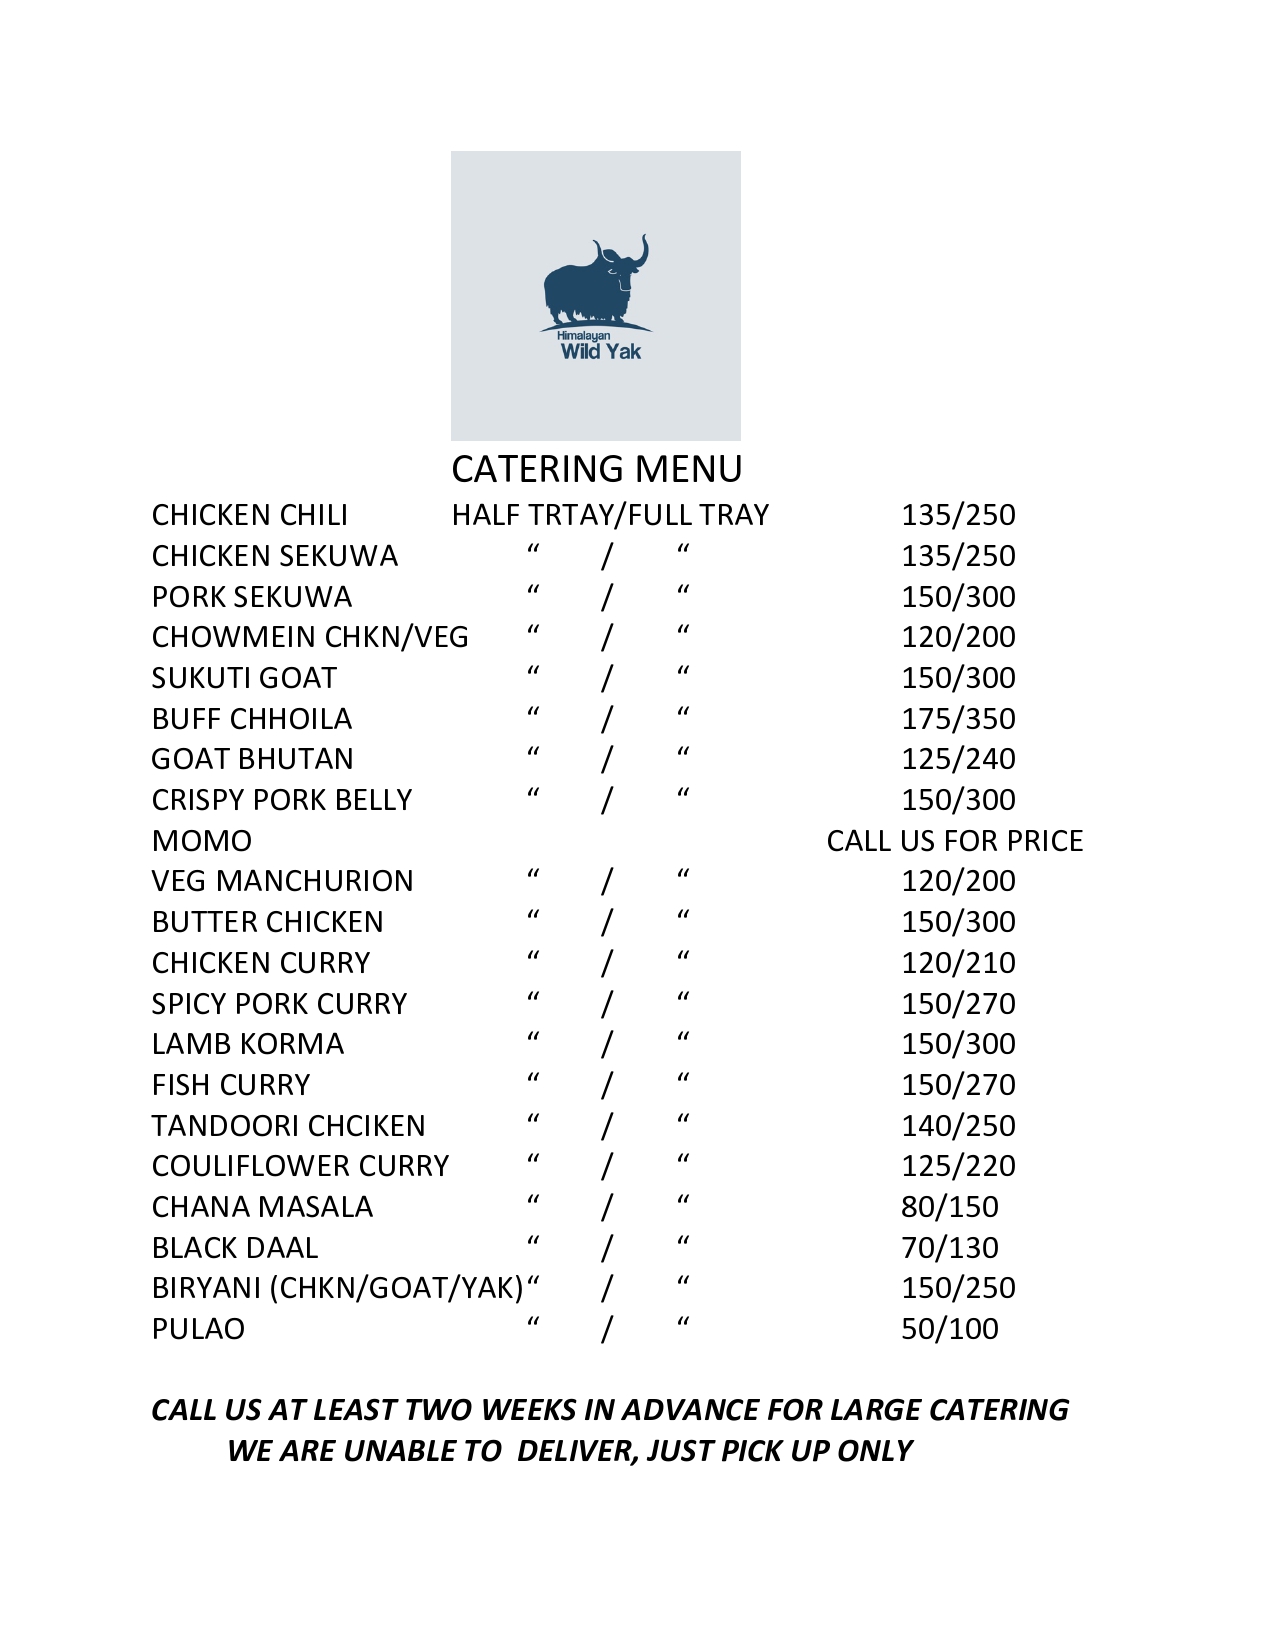 Himalayan
Wild Yak
CATERING MENU
CHICKEN CHILI HALF TRTAY/FULL TRAY 135/250
CHICKEN SEKUWA “ / “ 135/250
PORK SEKUWA “ / “ 150/300
CHOWMEIN CHKN/VEG “ / “ 120/200
SUKUTI GOAT “ / “ 150/300
BUFF CHHOILA “ / “ 175/350
GOAT BHUTAN “ / “ 125/240
CRISPY PORK BELLY “ / “ 150/300
MOMO CALL US FOR PRICE
VEG MANCHURION “ / “ 120/200
BUTTER CHICKEN “ / “ 150/300
CHICKEN CURRY “ / “ 120/210
SPICY PORK CURRY “ / “ 150/270
LAMB KORMA “ / “ 150/300
FISH CURRY “ / “ 150/270
TANDOORI CHCIKEN “ / “ 140/250
COULIFLOWER CURRY “ / “ 125/220
CHANA MASALA “ / “ 80/150
BLACK DAAL “ / “ 70/130
BIRYANI (CHKN/GOAT/YAK) “ / “ 150/250
PULAO “ / “ 50/100
CALL US AT LEAST TWO WEEKS IN ADVANCE FOR LARGE CATERING
WE ARE UNABLE TO DELIVER, JUST PICK UP ONLY